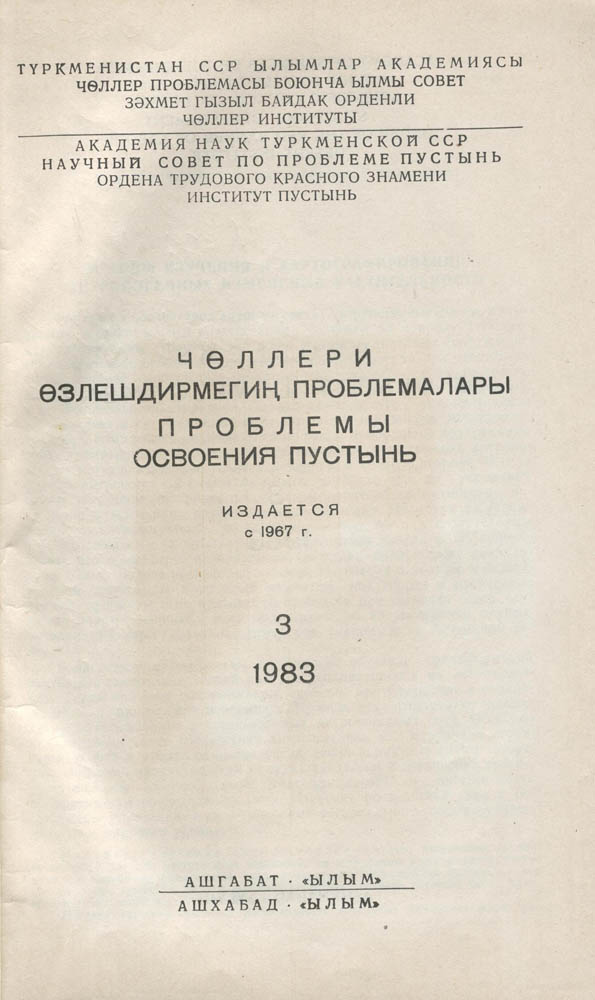 ТҮРКМЕНИСТАН ССР ЫЛЫМЛАР АКАДЕМИЯСЫ
ЧӨЛЛЕР ПРОБЛЕМАСЫ БОЮНЧА ЫЛМЫ СОВЕТ
ЗӘХМЕТ ГЫЗЫЛ БАЙДАК ОРДЕНЛИ
ЧӨЛЛЕР ИНСТИТУТЫ
АКАДЕМИЯ НАУК ТУРКМЕНСКОЙ ССР
НАУЧНЫЙ СОВЕТ ПО ПРОБЛЕМЕ ПУСТЫНЬ
ОРДЕНА ТРУДОВОГО КРАСНОГО ЗНАМЕНИ
ИНСТИТУТ ПУСТЫНЬ
ЧӨЛЛЕРИ
ӨЗЛЕШДИРМЕГИҢ ПРОБЛЕМАЛАРЫ
ПРОБЛЕМЫ
ОСВОЕНИЯ ПУСТЫНЬ
ИЗДАЕТСЯ
с 1967 г.
3
1983
АШГАБАТ · «ЫЛЫМ»
АШХАБАД · «ЫЛЫМ»